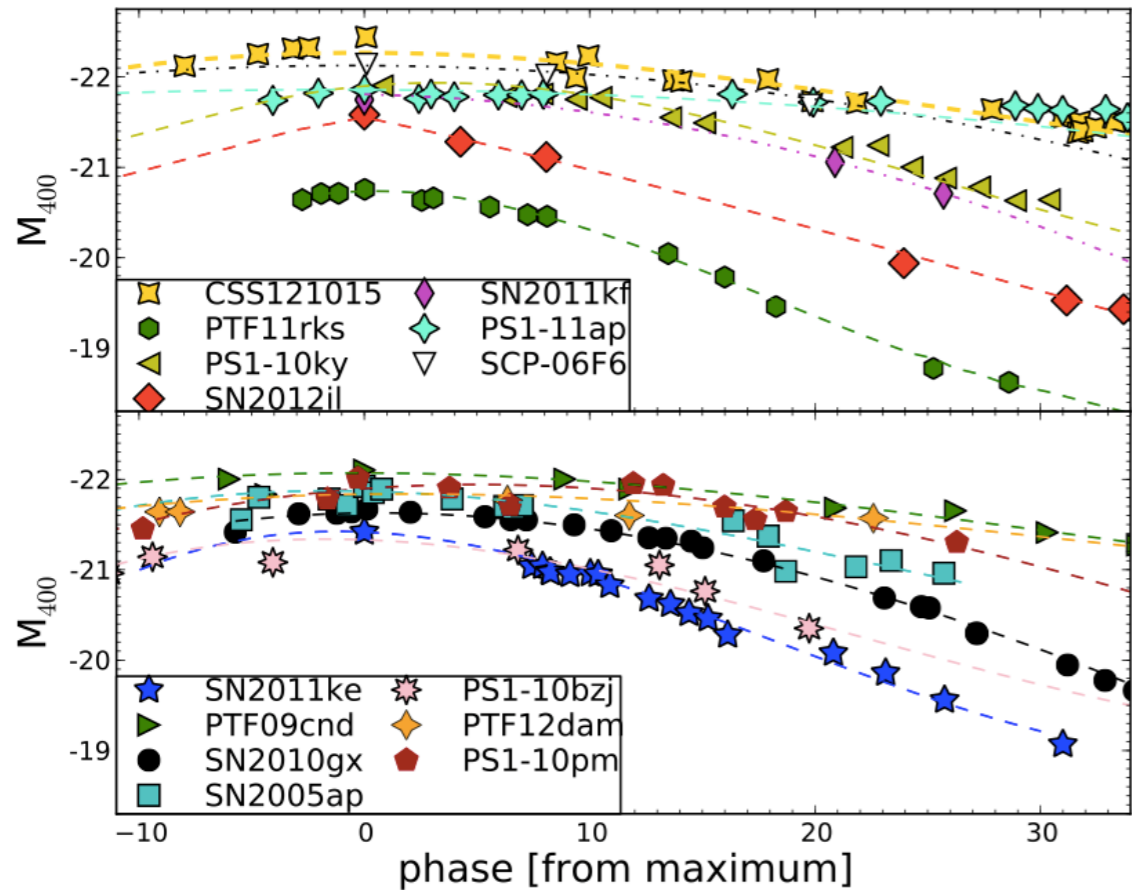 -22
-21
-20
-19
M400
CSS121015
PTF11rks
PS1-10ky
SN2012il
SN2011kf
PS1-11ap
SCP-06F6
-22
-21
-20
-19
M400
SN2011ke
PTF09cnd
SN2010gx
SN2005ap
PS1-10bzj
PTF12dam
PS1-10pm
−10 0 10 20 30
phase [from maximum]